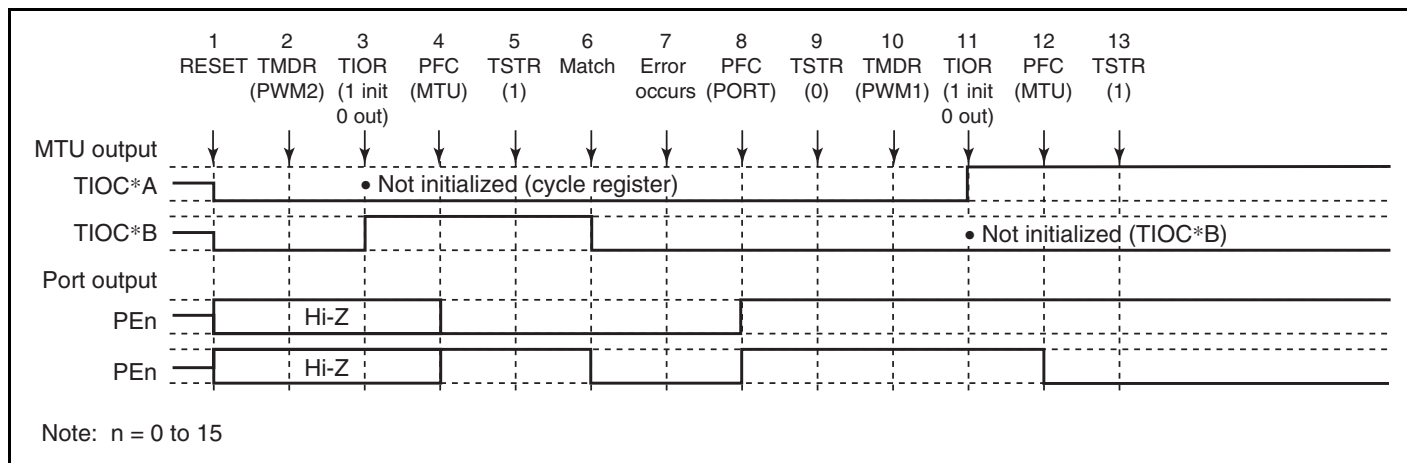 1 2 3 4 5 6 7 8 9 10 11 12 13
RESET TMDR TIOR PFC TSTR Match Error PFC TSTR TMDR TIOR PFC TSTR
(PWM2) (1 init (MTU) (1) occurs (PORT) (0) (PWM1) (1 init (MTU) (1)
0 out) 0 out)
MTU output
TIOC*A • Not initialized (cycle register)
TIOC*B • Not initialized (TIOC*B)
Port output
PEn Hi-Z
PEn Hi-Z
Note: n = 0 to 15